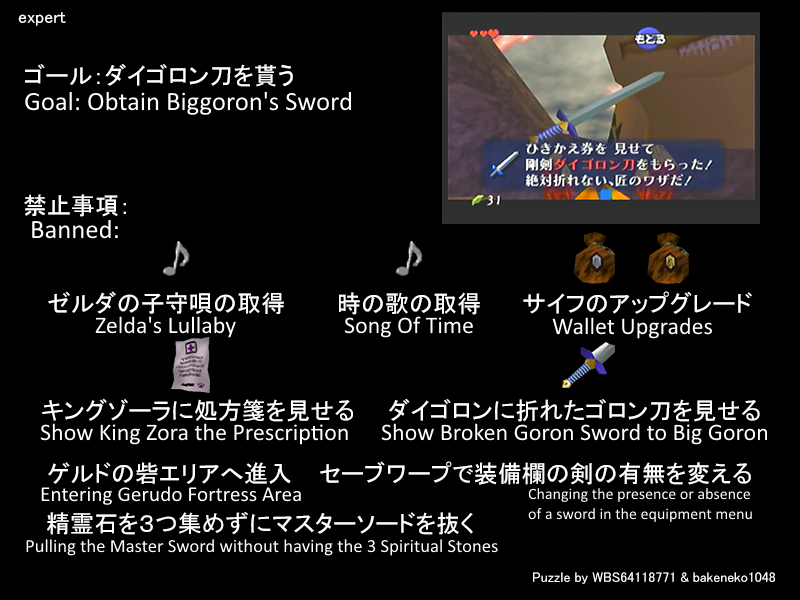 expert
ゴール：ダイゴロン刀を貰う
Goal: Obtain Biggoron's Sword
もどる
ひきかえ券を 見せて
剛剣ダイゴロン刀をもらった！
絶対折れない、匠のワザだ！
31
禁止事項：
Banned:
ゼルダの子守唄の取得
Zelda's Lullaby
時の歌の取得
Song Of Time
サイフのアップグレード
Wallet Upgrades
キングゾーラに処方箋を見せる
Show King Zora the Prescription
ダイゴロンに折れたゴロン刀を見せる
Show Broken Goron Sword to Big Goron
ゲルドの砦エリアへ進入
Entering Gerudo Fortress Area
セーブワープで装備欄の剣の有無を変える
Changing the presence or absence
of a sword in the equipment menu
精霊石を３つ集めずにマスターソードを抜く
Pulling the Master Sword without having the 3 Spiritual Stones
Puzzle by WBS64118771 & bakeneko1048